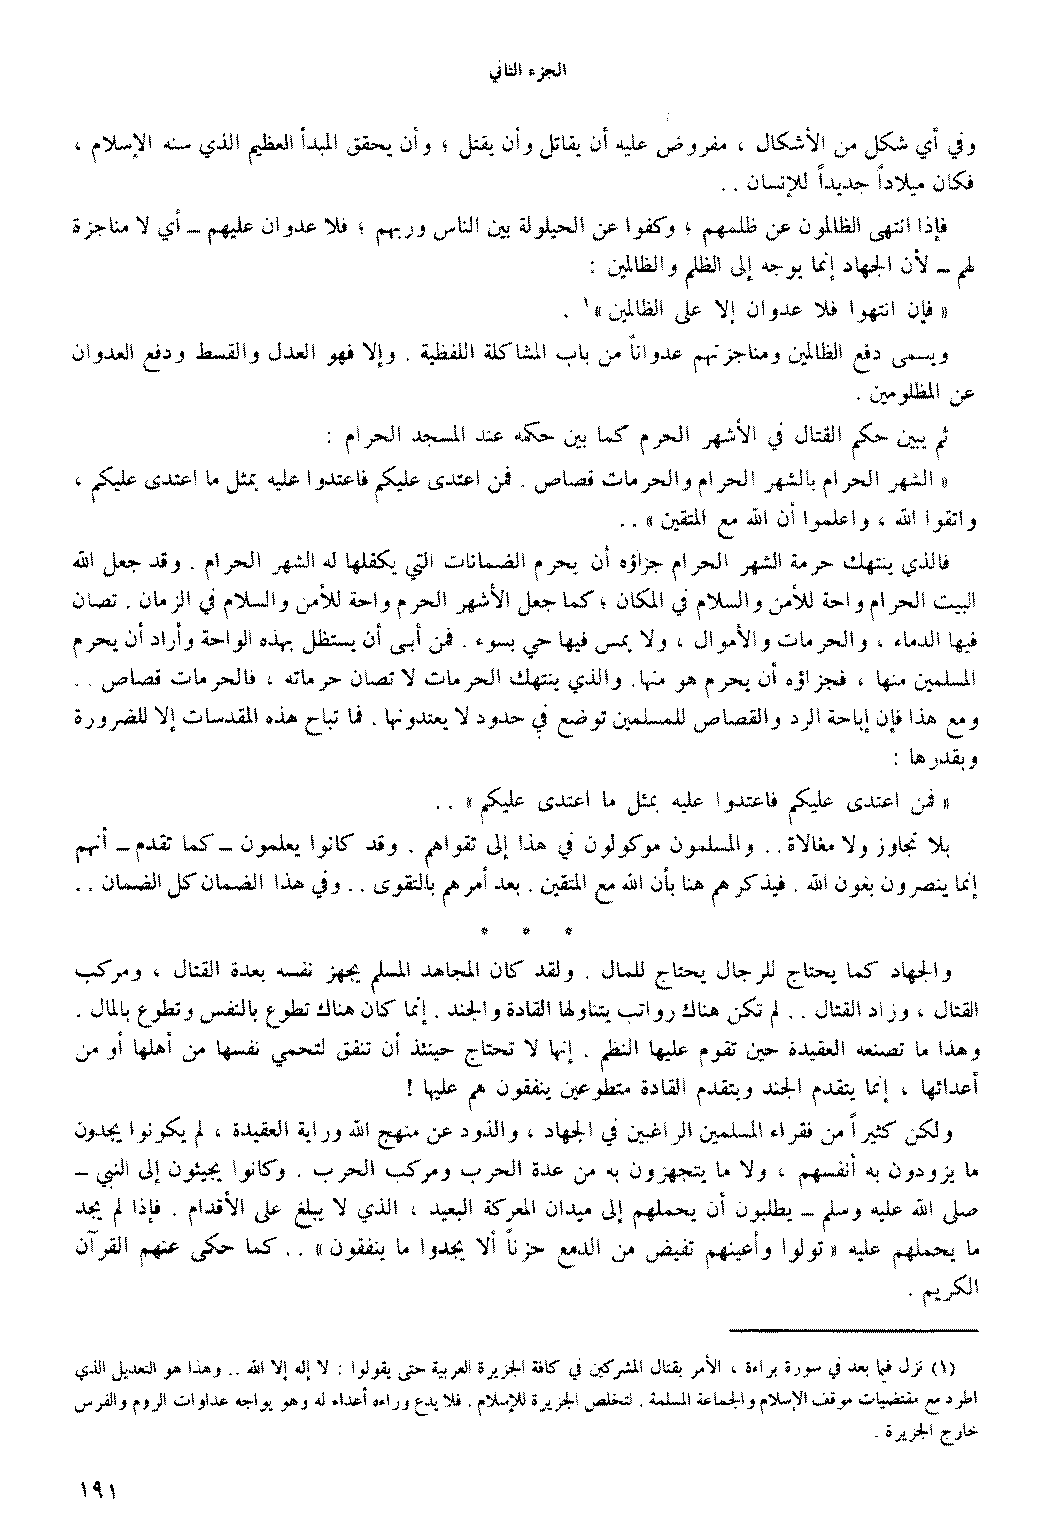 الجزء الثاني
وفي أي شكل من الأشكال ، مفروض عليه أن يقاتل وأن يقتل ؛ وأن يحقق المبدأ العظيم الذي سنه الإسلام ،
فكان ميلاداً جديداً للإنسان ..
فإذا انتهى الظالمون عن ظلمهم ؛ وكفوا عن الحيلولة بين الناس وربهم ؛ فلا عدوان عليهم – أي لا مناجزة
لهم – لأن الجهاد إنما يوجه إلى الظلم والظالمين :
« فإن انتهوا فلا عدوان إلا على الظالمين »¹ .
ويسمى دفع الظالمين ومناجزتهم عدواناً من باب المشاكلة اللفظية . وإلا فهو العدل والقسط ودفع العدوان
عن المظلومين .
ثم يبين حكم القتال في الأشهر الحرم كما بين حكمه عند المسجد الحرام :
« الشهر الحرام بالشهر الحرام والحرمات قصاص . فمن اعتدى عليكم فاعتدوا عليه بمثل ما اعتدى عليكم ،
واتقوا الله ، واعلموا أن الله مع المتقين » ..
فالذي ينتهك حرمة الشهر الحرام جزاؤه أن يحرم الضمانات التي يكفلها له الشهر الحرام . وقد جعل الله
البيت الحرام واحة للأمن والسلام في المكان ؛ كما جعل الأشهر الحرم واحة للأمن والسلام في الزمان . تصان
فيها الدماء ، والحرمات والأموال ، ولا يمس فيها حي بسوء . فمن أبى أن يستظل بهذه الواحة وأراد أن يحرم
المسلمين منها ، فجزاؤه أن يحرم هو منها. والذي ينتهك الحرمات لا تصان حرماته ، فالحرمات قصاص ..
ومع هذا فإن إباحة الرد والقصاص للمسلمين توضع في حدود لا يعتدونها . فما تباح هذه المقدسات إلا للضرورة
وبقدرها :
« فمن اعتدى عليكم فاعتدوا عليه بمثل ما اعتدى عليكم » ..
بلا تجاوز ولا مغالاة .. والمسلمون موكولون في هذا إلى تقواهم . وقد كانوا يعلمون – كما تقدم – أنهم
إنما ينصرون بعون الله . فيذكرهم هنا بأن الله مع المتقين . بعد أمرهم بالتقوى .. وفي هذا الضمان كل الضمان ..
* * *
والجهاد كما يحتاج للرجال يحتاج للمال . ولقد كان المجاهد المسلم يجهز نفسه بعدة القتال ، ومركب
القتال ، وزاد القتال .. لم تكن هناك رواتب يتناولها القادة والجند . إنما كان هناك تطوع بالنفس وتطوع بالمال .
وهذا ما تصنعه العقيدة حين تقوم عليها النظم . إنها لا تحتاج حينئذ أن تنفق لتحمي نفسها من أهلها أو من
أعدائها ، إنما يتقدم الجند ويتقدم القادة متطوعين ينفقون هم عليها !
ولكن كثيراً من فقراء المسلمين الراغبين في الجهاد ، والذود عن منهج الله وراية العقيدة ، لم يكونوا يجدون
ما يزودون به أنفسهم ، ولا ما يتجهزون به من عدة الحرب ومركب الحرب . وكانوا يجيئون إلى النبي –
صلى الله عليه وسلم – يطلبون أن يحملهم إلى ميدان المعركة البعيد ، الذي لا يبلغ على الأقدام . فإذا لم يجد
ما يحملهم عليه « تولوا وأعينهم تفيض من الدمع حزناً ألا يجدوا ما ينفقون » .. كما حكى عنهم القرآن
الكريم .
(١) نزل فيما بعد في سورة براءة ، الأمر بقتال المشركين في كافة الجزيرة العربية حتى يقولوا : لا إله إلا الله .. وهذا هو التعديل الذي
اطرد مع مقتضيات موقف الإسلام والجماعة المسلمة . لتخلص الجزيرة للإسلام . فلا يدع وراءه أعداء له وهو يواجه عداوات الروم والفرس
خارج الجزيرة .
١٩١